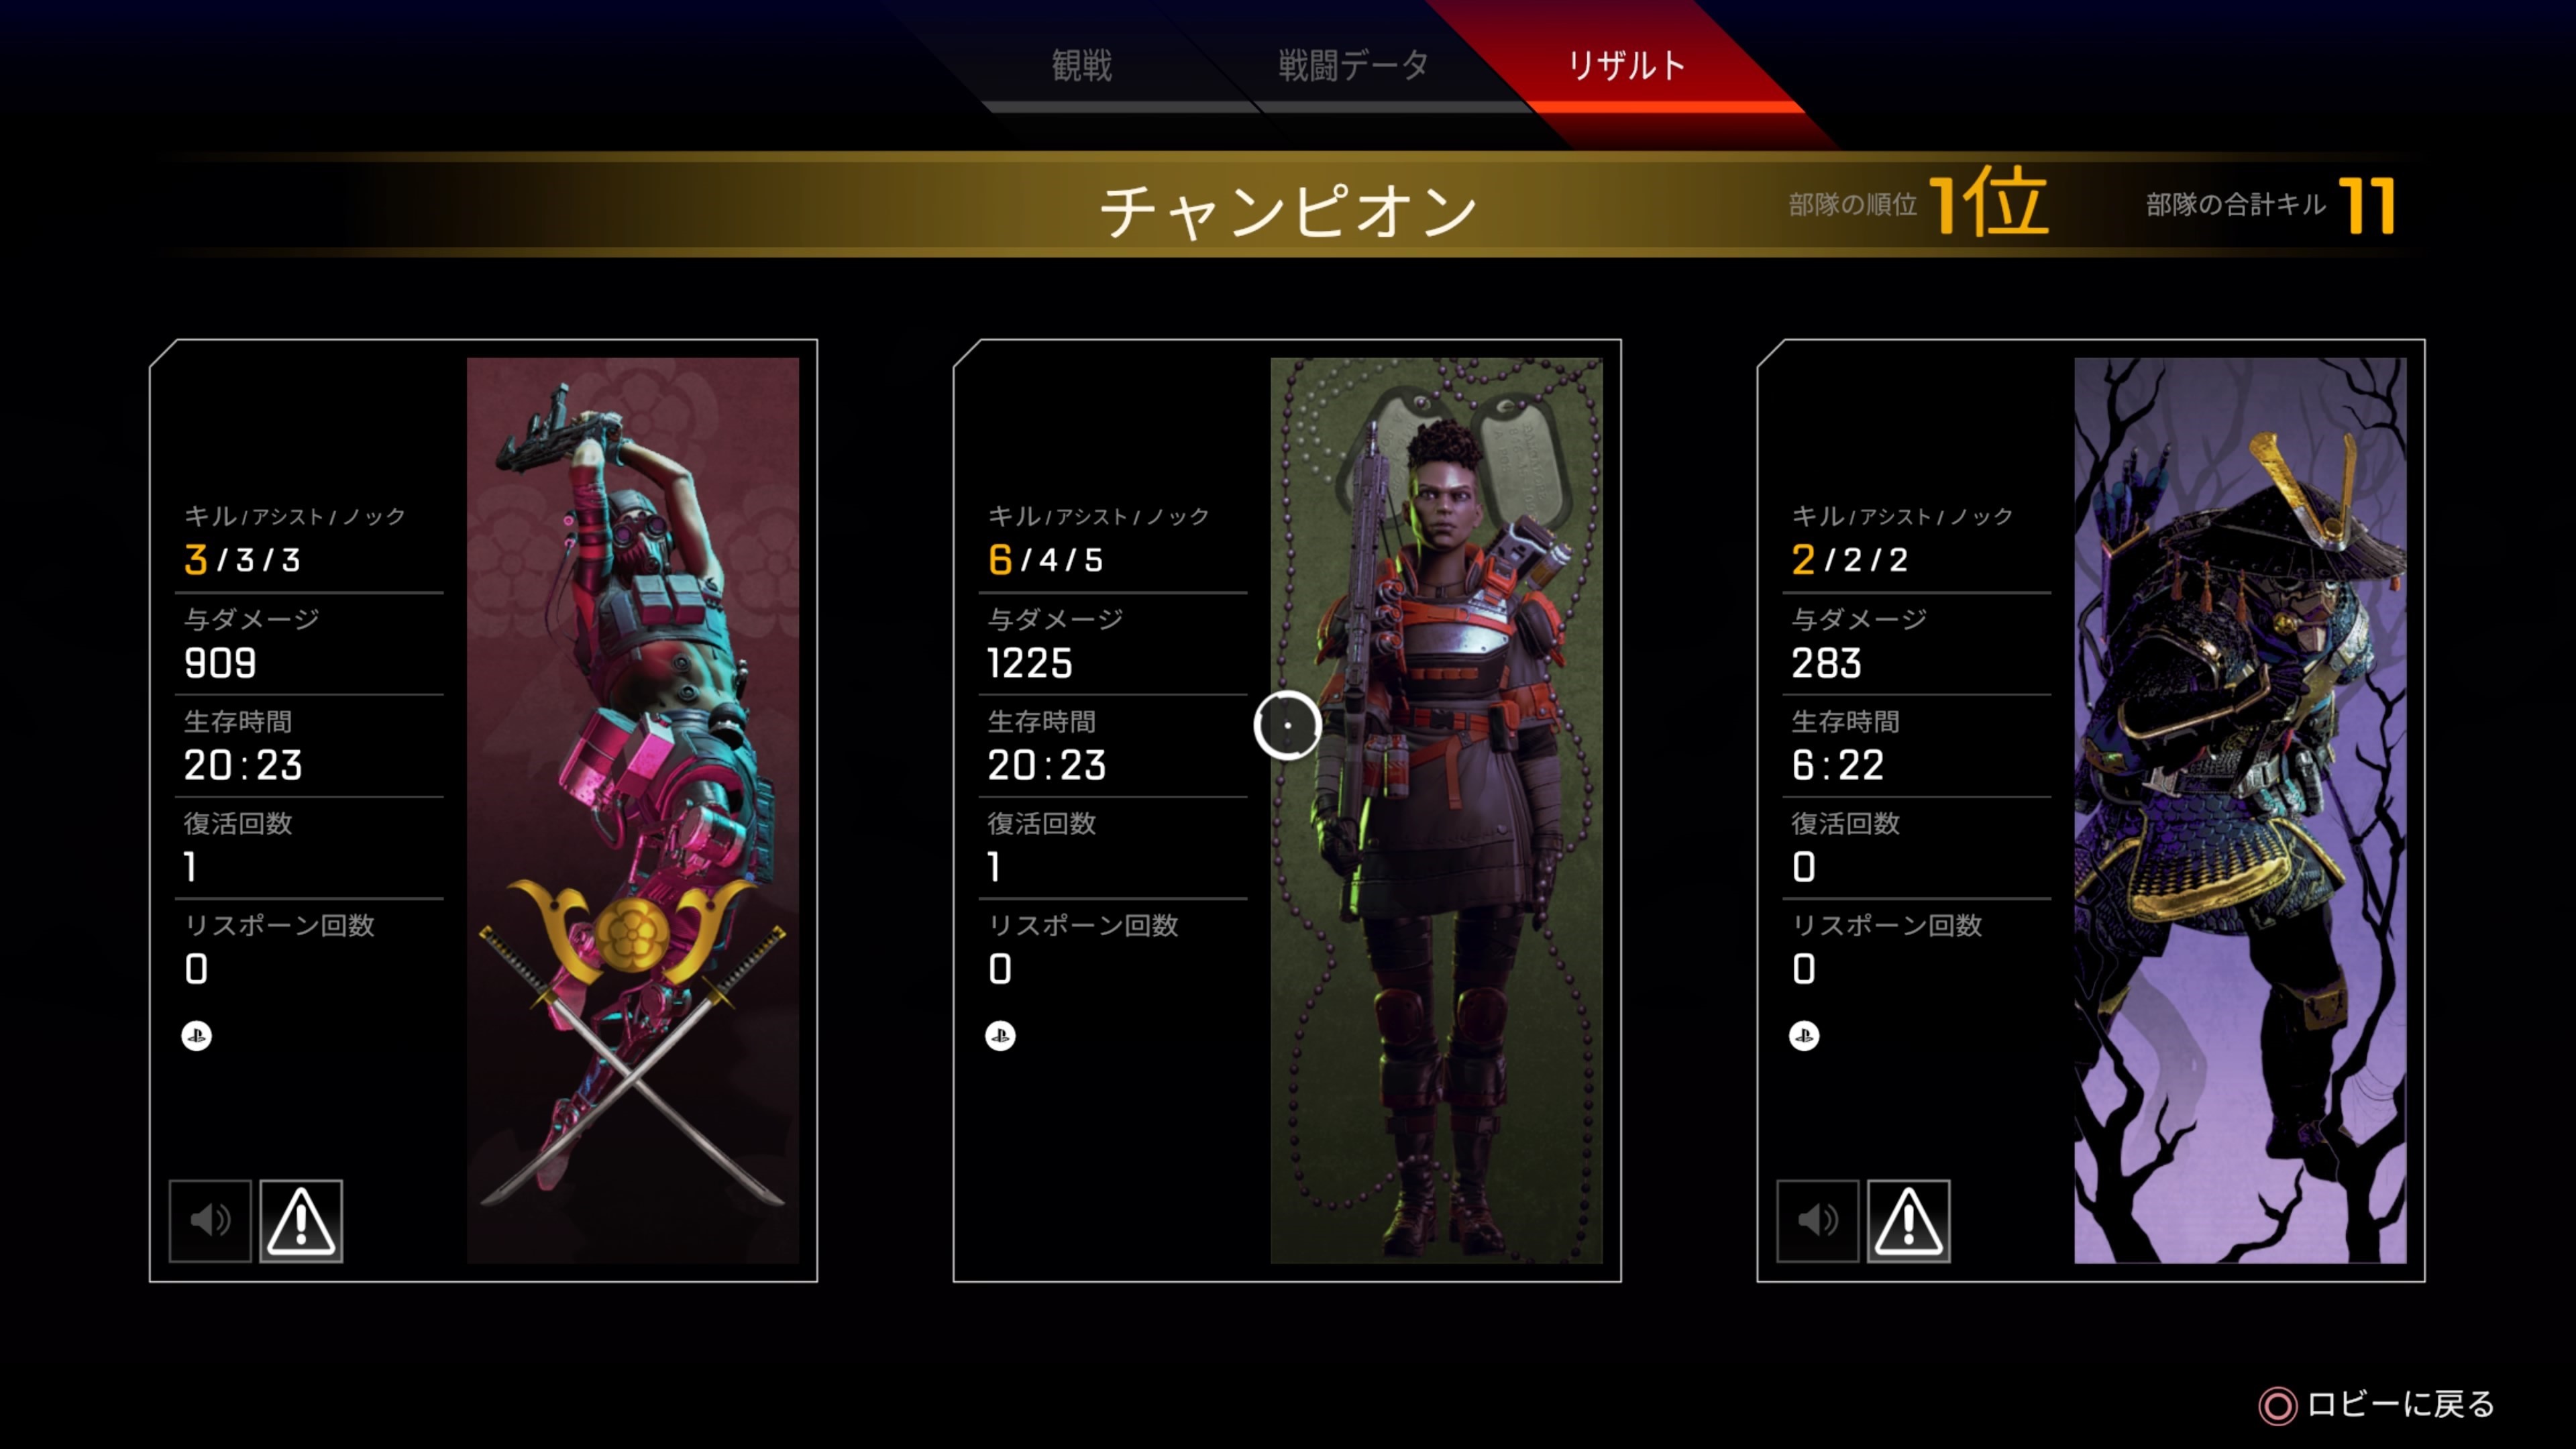 観戦
戦闘データ
リザルト
チャンピオン
部隊の順位 1位
部隊の合計キル 11
キル/アシスト/ノック
3/3/3
与ダメージ
909
生存時間
20:23
復活回数
1
リスポーン回数
0
キル/アシスト/ノック
6/4/5
与ダメージ
1225
生存時間
20:23
復活回数
1
リスポーン回数
0
キル/アシスト/ノック
2/2/2
与ダメージ
283
生存時間
6:22
復活回数
0
リスポーン回数
0
ロビーに戻る